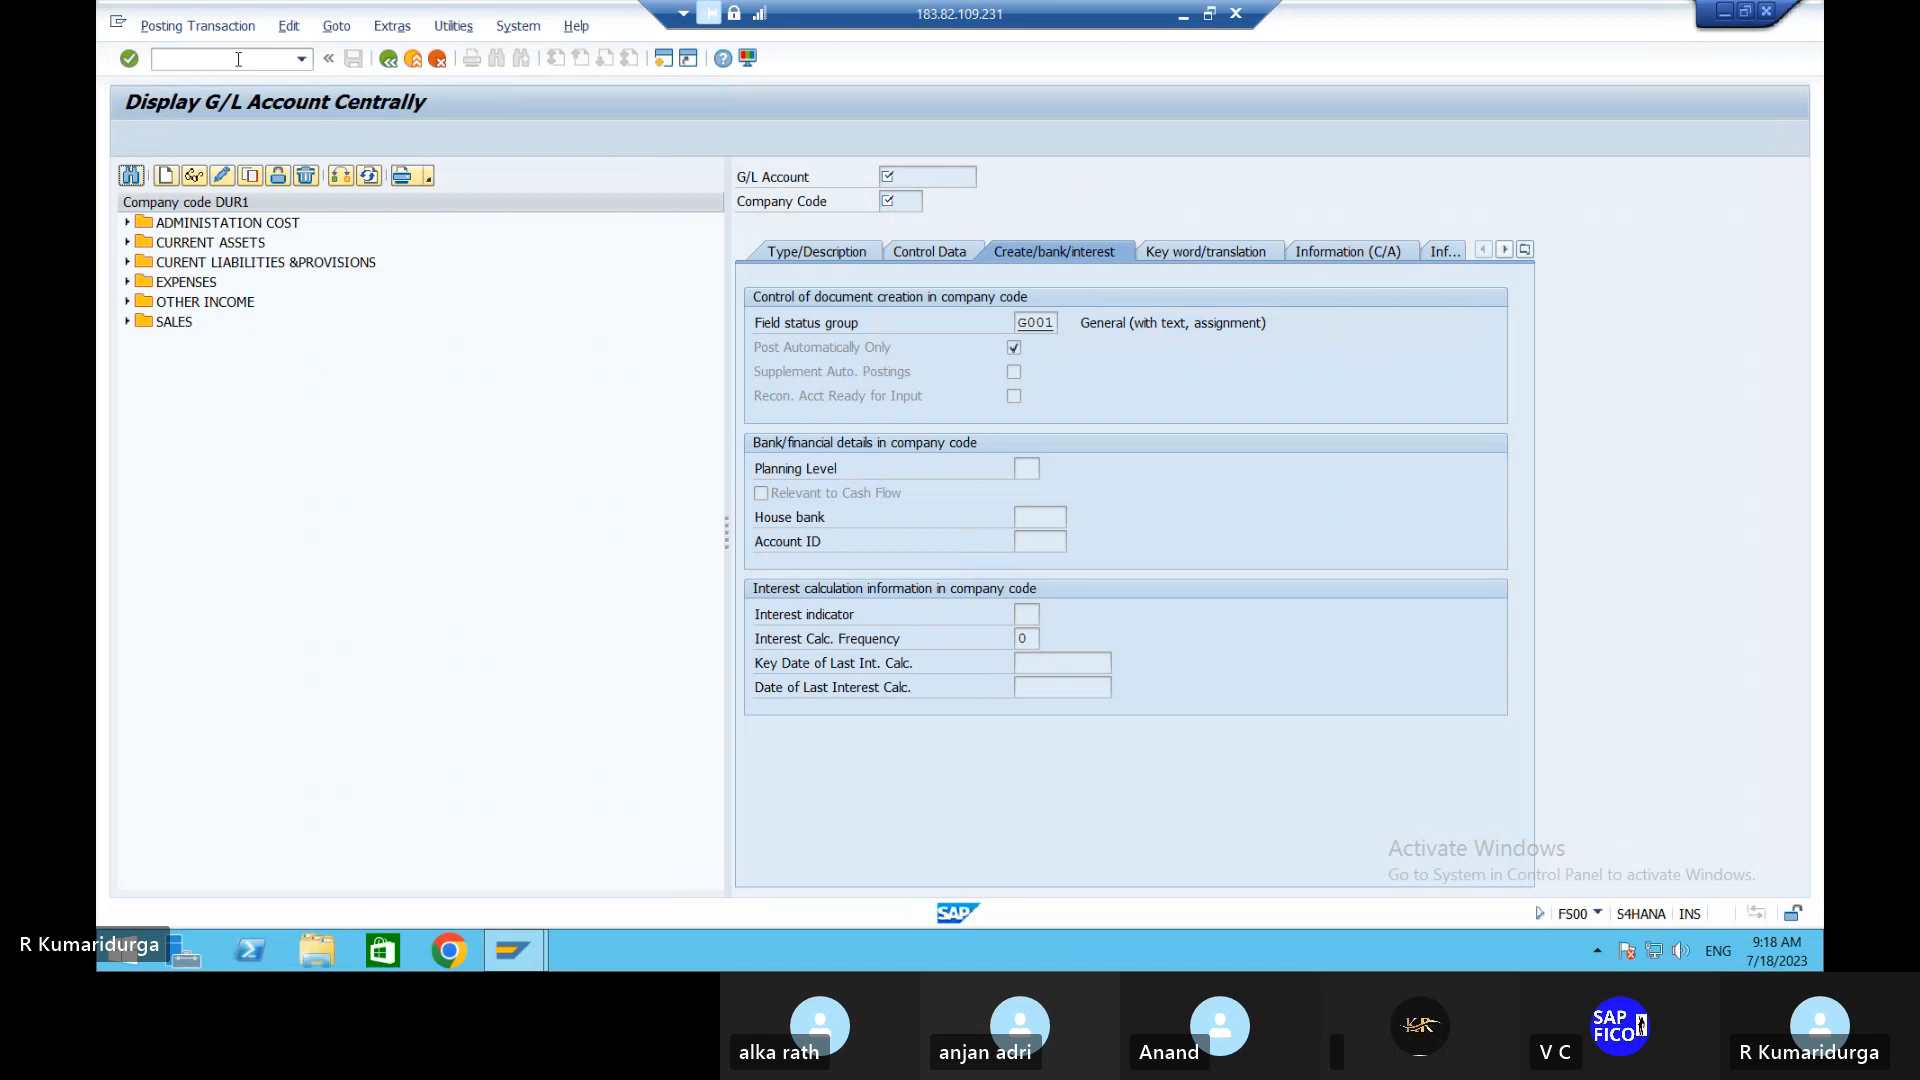 Posting Transaction Edit Goto Extras Utilities System Help
183.82.109.231
Display G/L Account Centrally
Company code DUR1
ADMINISTATION COST
CURRENT ASSETS
CURENT LIABILITIES &PROVISIONS
EXPENSES
OTHER INCOME
SALES
G/L Account
Company Code
Type/Description Control Data Create/bank/interest Key word/translation Information (C/A) Inf...
Control of document creation in company code
Field status group G001 General (with text, assignment)
Post Automatically Only
Supplement Auto. Postings
Recon. Acct Ready for Input
Bank/financial details in company code
Planning Level
Relevant to Cash Flow
House bank
Account ID
Interest calculation information in company code
Interest indicator
Interest Calc. Frequency 0
Key Date of Last Int. Calc.
Date of Last Interest Calc.
Activate Windows
Go to System in Control Panel to activate Windows.
SAP
FS00 S4HANA INS
R Kumaridurga
ENG
9:18 AM
7/18/2023
KR
SAP
FICO
alka rath anjan adri Anand V C R Kumaridurga